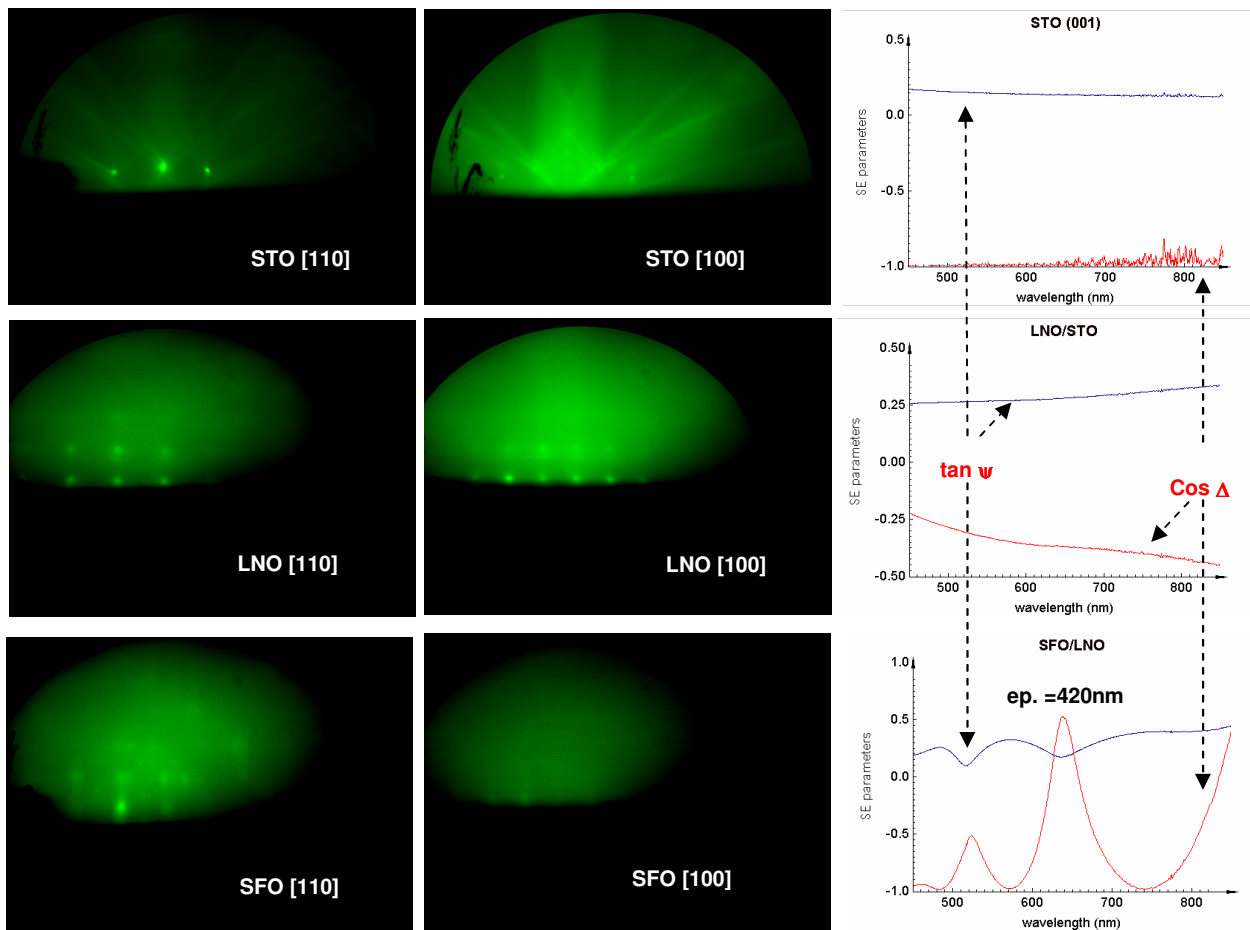 STO [110]
STO [100]
STO (001)
0.5
0.0
-0.5
-1.0
SE parameters
500 600 700 800
wavelength (nm)
LNO [110]
LNO [100]
LNO/STO
0.50
0.25
0.00
-0.25
-0.50
SE parameters
tan ψ
Cos Δ
500 600 700 800
wavelength (nm)
SFO [110]
SFO [100]
SFO/LNO
ep. =420nm
1.0
0.5
0.0
-0.5
-1.0
SE parameters
500 600 700 800
wavelength (nm)